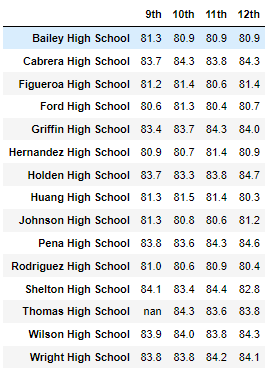 9th 10th 11th 12th
Bailey High School 81.3 80.9 80.9 80.9
Cabrera High School 83.7 84.3 83.8 84.3
Figueroa High School 81.2 81.4 80.6 81.4
Ford High School 80.6 81.3 80.4 80.7
Griffin High School 83.4 83.7 84.3 84.0
Hernandez High School 80.9 80.7 81.4 80.9
Holden High School 83.7 83.3 83.8 84.7
Huang High School 81.3 81.5 81.4 80.3
Johnson High School 81.3 80.8 80.6 81.2
Pena High School 83.8 83.6 84.3 84.6
Rodriguez High School 81.0 80.6 80.9 80.4
Shelton High School 84.1 83.4 84.4 82.8
Thomas High School nan 84.3 83.6 83.8
Wilson High School 83.9 84.0 83.8 84.3
Wright High School 83.8 83.8 84.2 84.1